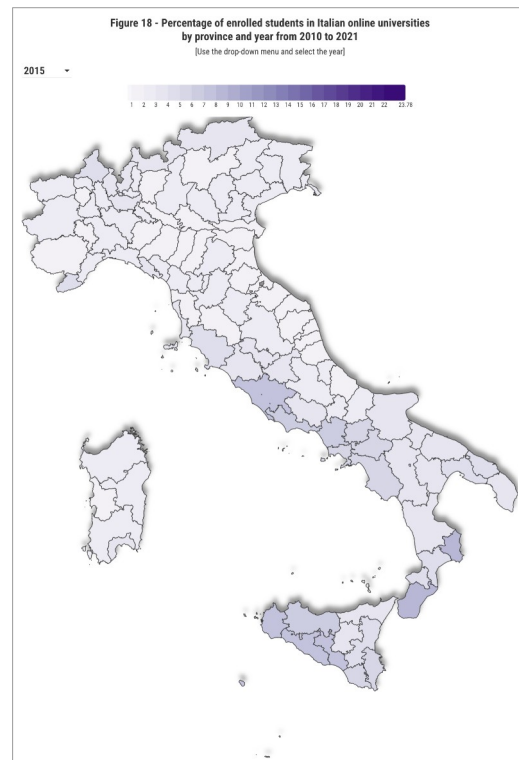 Figure 18 - Percentage of enrolled students in Italian online universities
by province and year from 2010 to 2021
[Use the drop-down menu and select the year]
2015
1 2 3 4 5 6 7 8 9 10 11 12 13 14 15 16 17 18 19 20 21 22 23.78